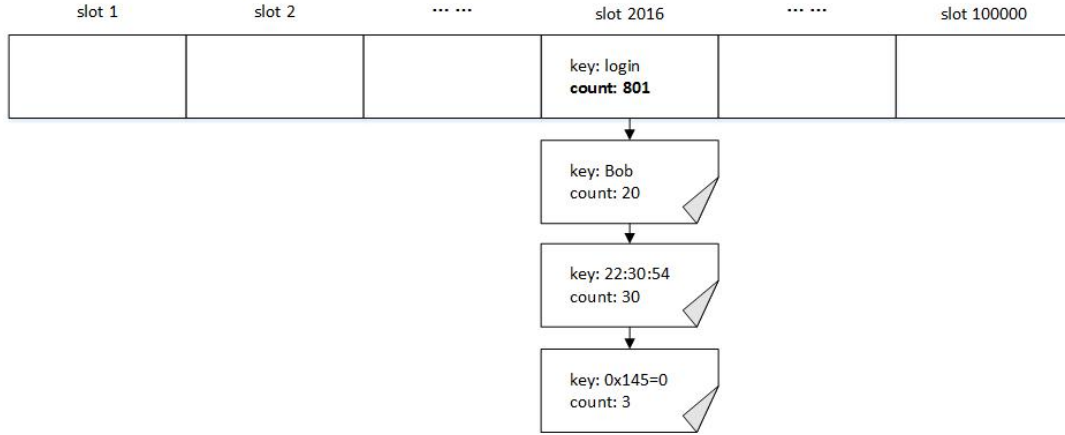 slot 1 slot 2 ... ... slot 2016 ... ... slot 100000
key: login
count: 801
key: Bob
count: 20
key: 22:30:54
count: 30
key: 0x145=0
count: 3